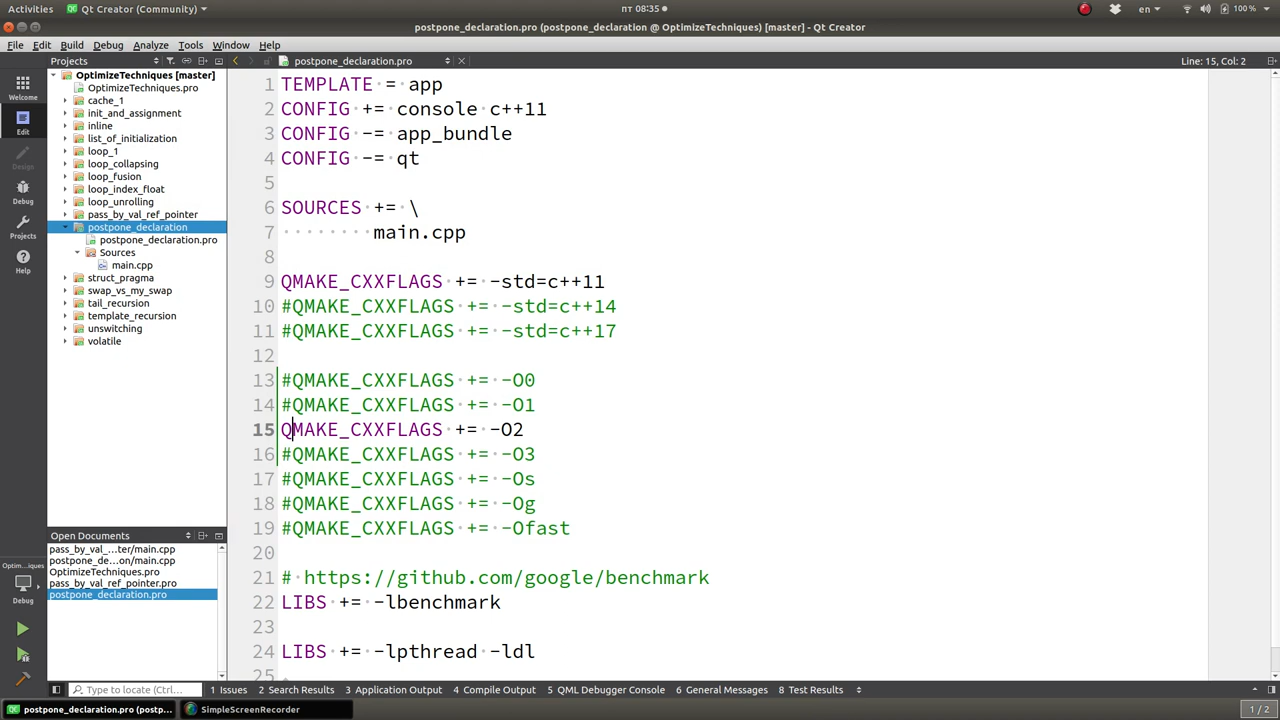 Activities
Qt Creator (Community)
пт 08:35
en
100 %
postpone_declaration.pro (postpone_declaration @ OptimizeTechniques) [master] - Qt Creator
File Edit Build Debug Analyze Tools Window Help
Projects
postpone_declaration.pro
Line: 15, Col: 2
OptimizeTechniques [master]
OptimizeTechniques.pro
cache_1
init_and_assignment
inline
list_of_initialization
loop_1
loop_collapsing
loop_fusion
loop_index_float
loop_unrolling
pass_by_val_ref_pointer
postpone_declaration
postpone_declaration.pro
Sources
main.cpp
struct_pragma
swap_vs_my_swap
tail_recursion
template_recursion
unswitching
volatile
Welcome
Edit
Design
Debug
Projects
Help
Optim...iques
Debug
Open Documents
pass_by_val_...ter/main.cpp
postpone_de...on/main.cpp
OptimizeTechniques.pro
pass_by_val_ref_pointer.pro
postpone_declaration.pro
1 TEMPLATE = app
2 CONFIG += console c++11
3 CONFIG -= app_bundle
4 CONFIG -= qt
5
6 SOURCES += \
7 main.cpp
8
9 QMAKE_CXXFLAGS += -std=c++11
10 #QMAKE_CXXFLAGS += -std=c++14
11 #QMAKE_CXXFLAGS += -std=c++17
12
13 #QMAKE_CXXFLAGS += -O0
14 #QMAKE_CXXFLAGS += -O1
15 QMAKE_CXXFLAGS += -O2
16 #QMAKE_CXXFLAGS += -O3
17 #QMAKE_CXXFLAGS += -Os
18 #QMAKE_CXXFLAGS += -Og
19 #QMAKE_CXXFLAGS += -Ofast
20
21 # https://github.com/google/benchmark
22 LIBS += -lbenchmark
23
24 LIBS += -lpthread -ldl
25
Type to locate (Ctrl...
1 Issues 2 Search Results 3 Application Output 4 Compile Output 5 QML Debugger Console 6 General Messages 8 Test Results
postpone_declaration.pro (postp...
SimpleScreenRecorder
1 / 2